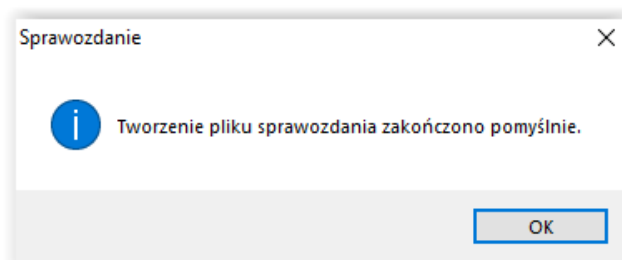 Sprawozdanie
Tworzenie pliku sprawozdania zakończono pomyślnie.
OK